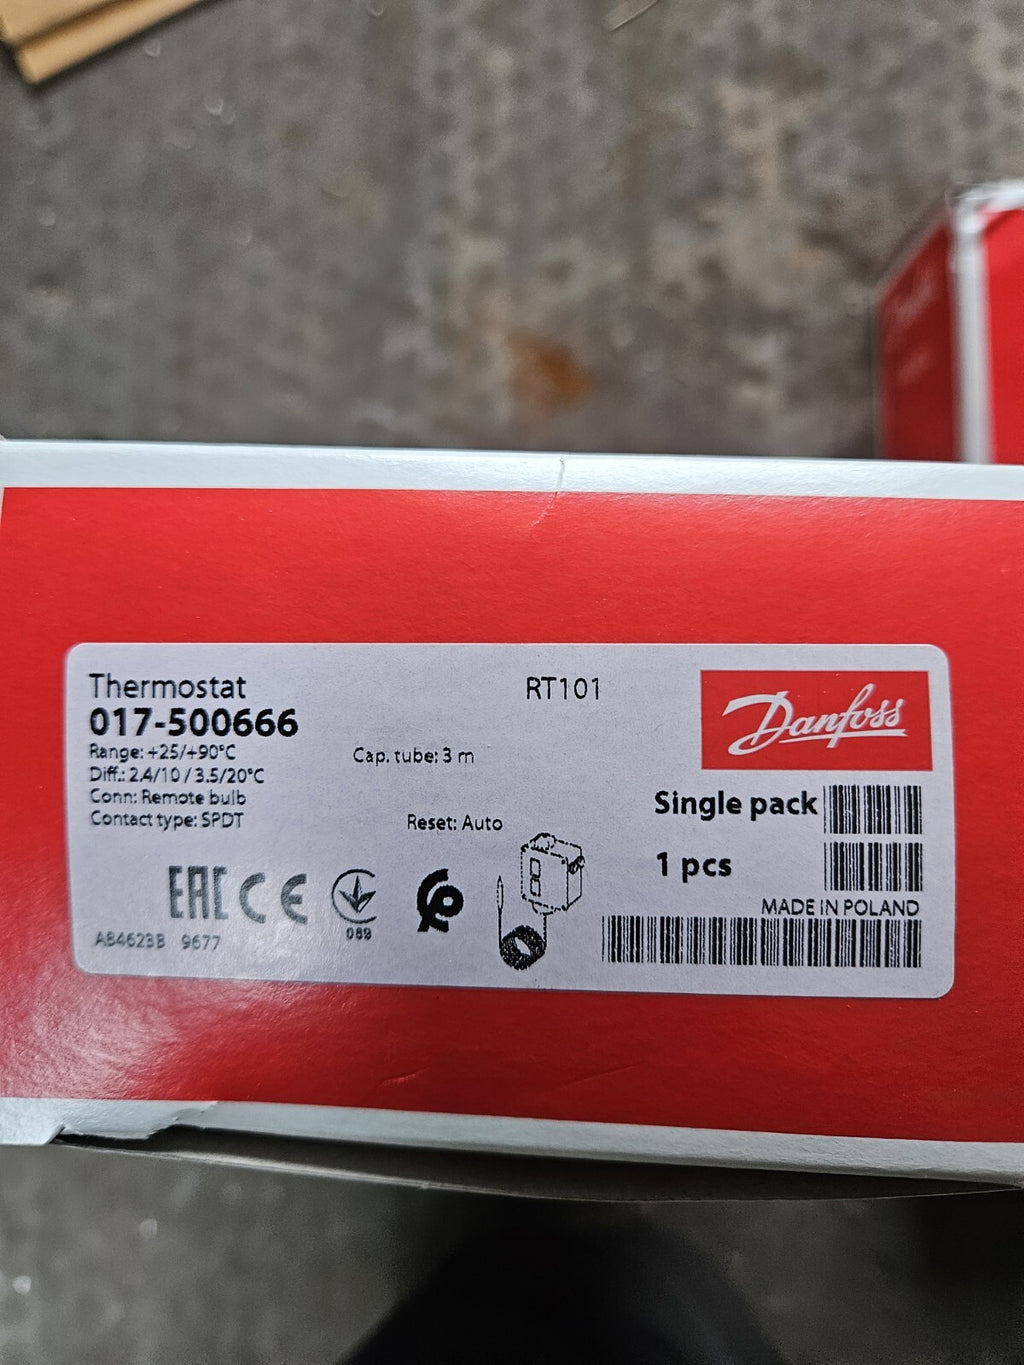 Thermostat
RT101
017-500666
Range: +25/+90°C
Cap. tube: 3 m
Diff.: 2.4/10 / 3.5/20°C
Conn: Remote bulb
Contact type: SPDT
Reset: Auto
Danfoss
Single pack
1 pcs
MADE IN POLAND
EAC CE
089
AB4623B 9677